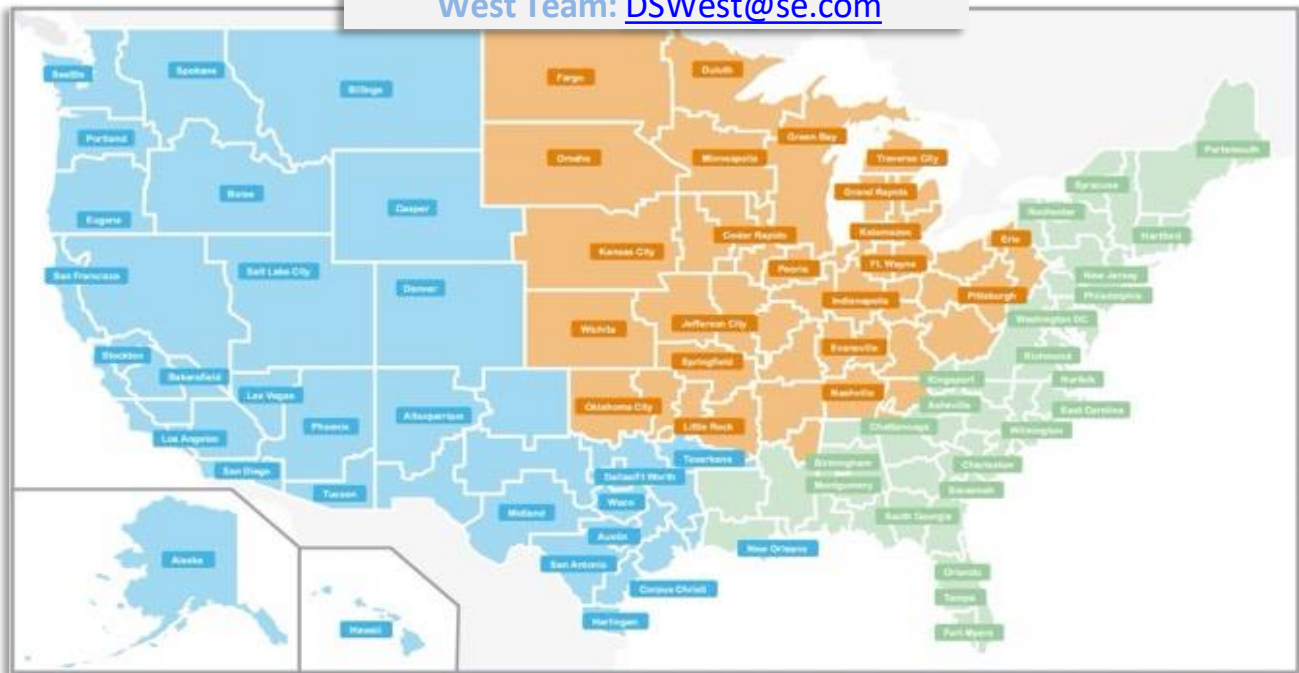 West Team: DSWest@se.com
Seattle
Spokane
Billings
Fargo
Duluth
Portland
Green Bay
Portsmouth
Omaha
Minneapolis
Traverse City
Boise
Grand Rapids
Syracuse
Casper
Rochester
Eugene
Cedar Rapids
Kalamazoo
Erie
Hartford
Kansas City
San Francisco
Salt Lake City
Peoria
Ft. Wayne
New Jersey
Denver
Indianapolis
Pittsburgh
Philadelphia
Wichita
Jefferson City
Washington DC
Stockton
Evansville
Richmond
Springfield
Bakersfield
Kingsport
Norfolk
Las Vegas
Nashville
Oklahoma City
Asheville
East Carolina
Albuquerque
Phoenix
Little Rock
Chattanooga
Wilmington
Los Angeles
Texarkana
Birmingham
Charleston
San Diego
Dallas/Ft Worth
Montgomery
Savannah
Tucson
Waco
Midland
South Georgia
Austin
New Orleans
Alaska
San Antonio
Orlando
Corpus Christi
Tampa
Harlingen
Hawaii
Fort Myers